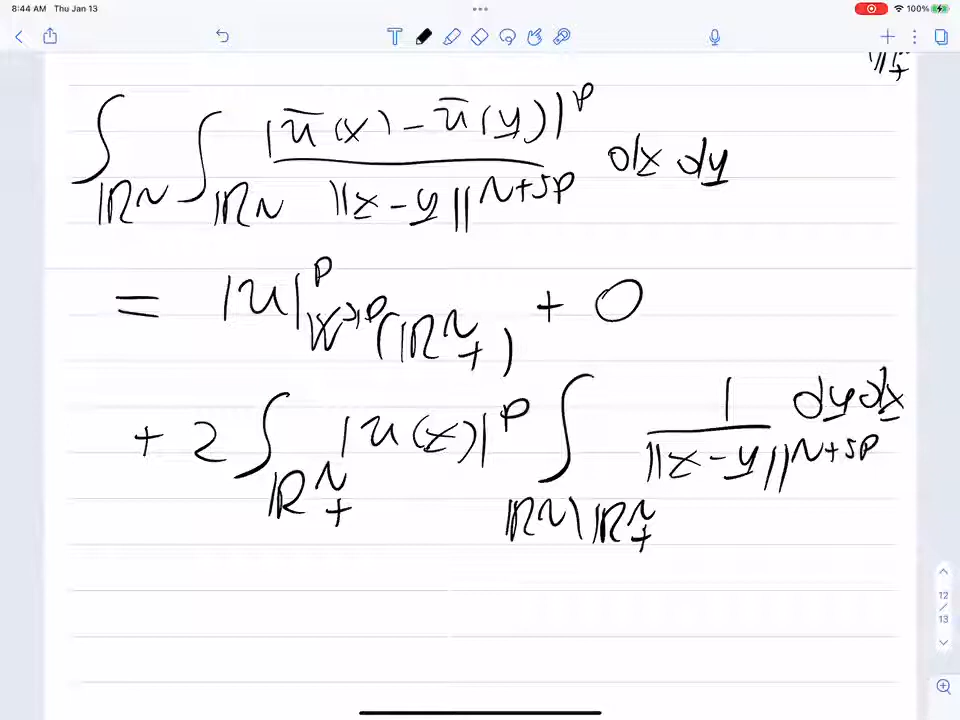 8:44 AM Thu Jan 13
100%
∫_{ℝ^N} ∫_{ℝ^N} |ū(x) − ū(y)|^p / ||x − y||^{N+sp} dx dy
= |u|^p_{W^{s,p}(ℝ^N_+)} + 0
+ 2 ∫_{ℝ^N_+} |u(x)|^p ∫_{ℝ^N \ ℝ^N_+} 1 / ||x − y||^{N+sp} dy dx
12
/
13